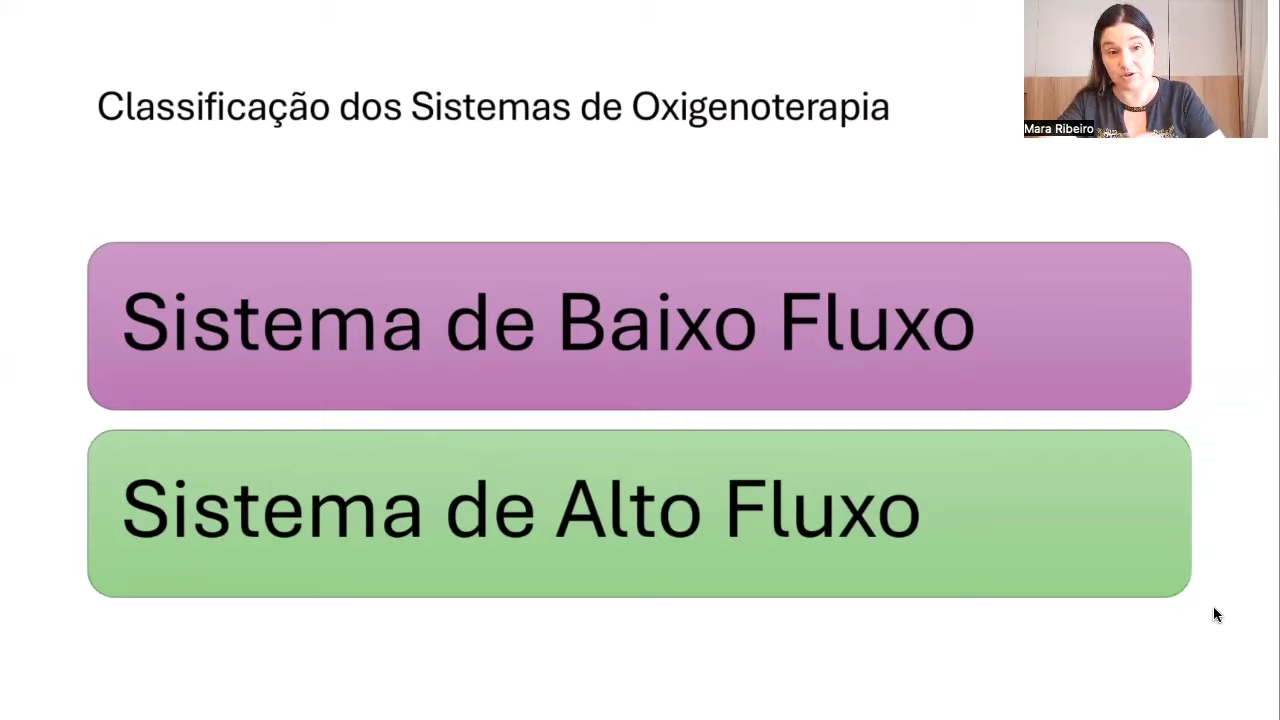 Classificação dos Sistemas de Oxigenoterapia
Mara Ribeiro
Sistema de Baixo Fluxo
Sistema de Alto Fluxo